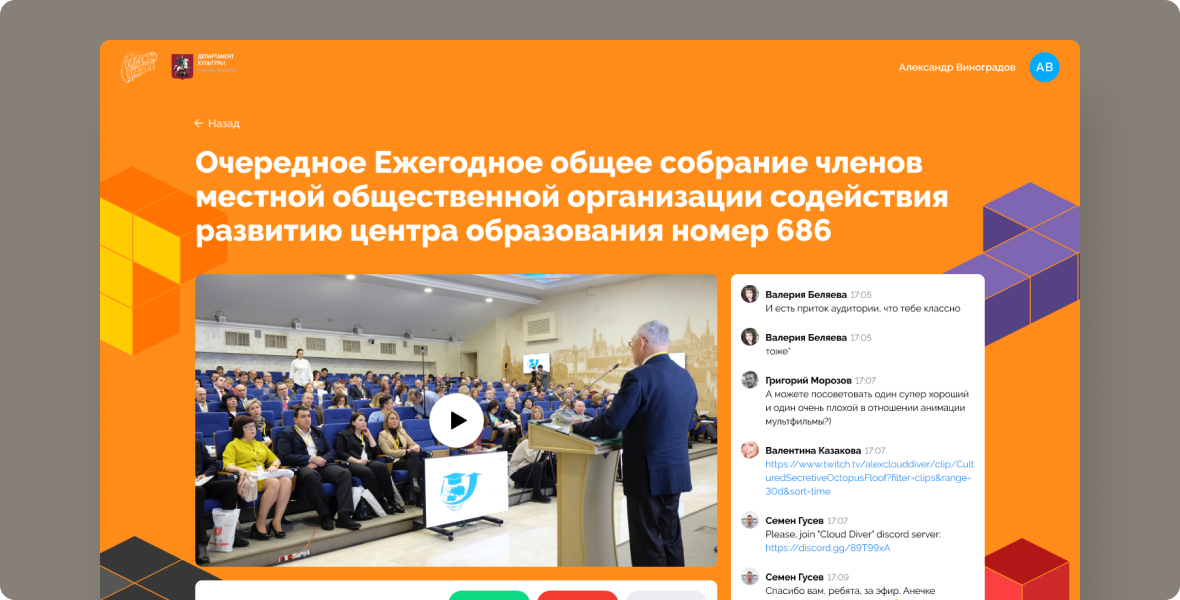 ДЕПАРТАМЕНТ
КУЛЬТУРЫ
Александр Виноградов
АВ
Назад
Очередное Ежегодное общее собрание членов
местной общественной организации содействия
развитию центра образования номер 686
Валерия Беляева 17:05
И есть приток аудитории, что тебе классно
Валерия Беляева 17:05
тоже*
Григорий Морозов 17:07
А можете посоветовать один супер хороший
и один очень плохой в отношении анимации
мультфильмы?)
Валентина Казакова 17:07
https://www.twitch.tv/alexclouddiver/clip/Cult
uredSecretiveOctopusFloof?filter=clips&range=
30d&sort=time
Семен Гусев 17:07
Please, join "Cloud Diver" discord server:
https://discord.gg/89T99xA
Семен Гусев 17:09
Спасибо вам, ребята, за эфир. Анечке